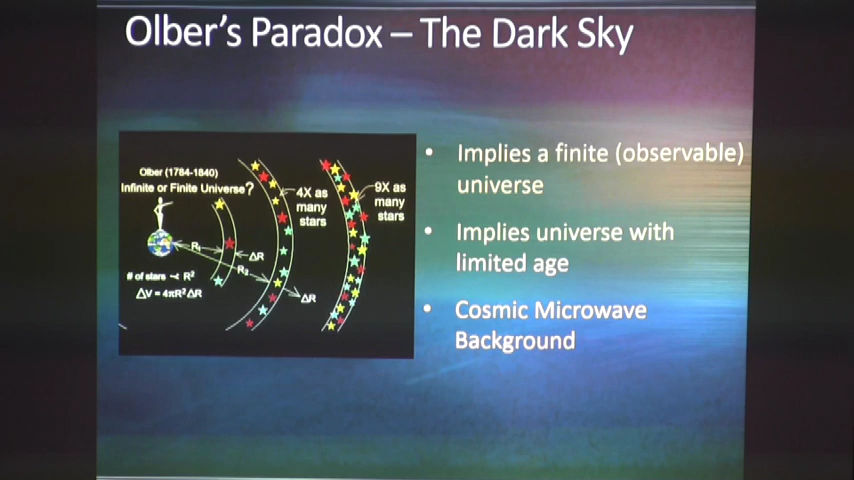 Olber's Paradox – The Dark Sky
Olber (1784-1840)
Infinite or Finite Universe?
4X as
many
stars
9X as
many
stars
R₁
ΔR
R₂
# of stars ∝ R²
ΔV = 4πR²ΔR
ΔR
• Implies a finite (observable)
universe
• Implies universe with
limited age
• Cosmic Microwave
Background